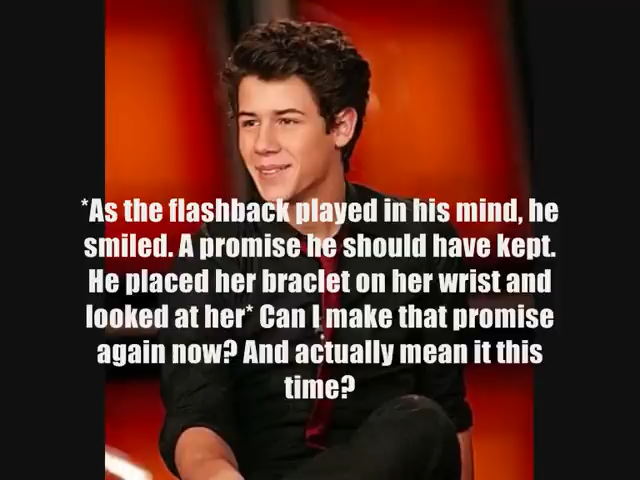 *As the flashback played in his mind, he
smiled. A promise he should have kept.
He placed her braclet on her wrist and
looked at her* Can I make that promise
again now? And actually mean it this
time?